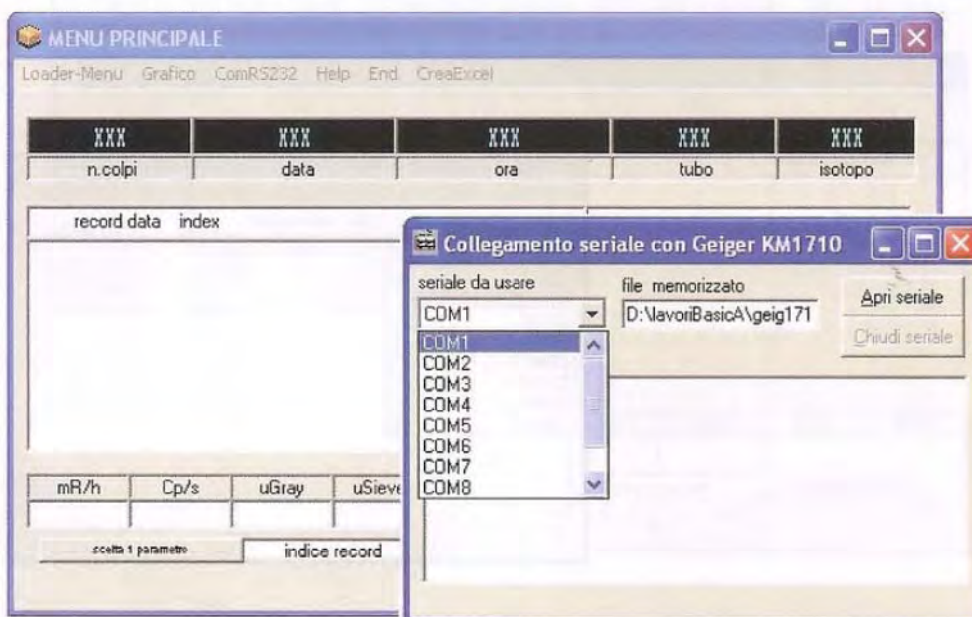 MENU PRINCIPALE
Loader-Menu Grafico ComRS232 Help End CreaExcel
XXX XXX XXX XXX XXX
n.colpi data ora tubo isotopo
record data index
Collegamento seriale con Geiger KM1710
seriale da usare file memorizzato Apri seriale
COM1 D:\lavoriBasicA\geig171 Chiudi seriale
COM1
COM2
COM3
COM4
COM5
COM6
COM7
COM8
mR/h Cp/s uGray uSieve
scelta 1 parametro indice record